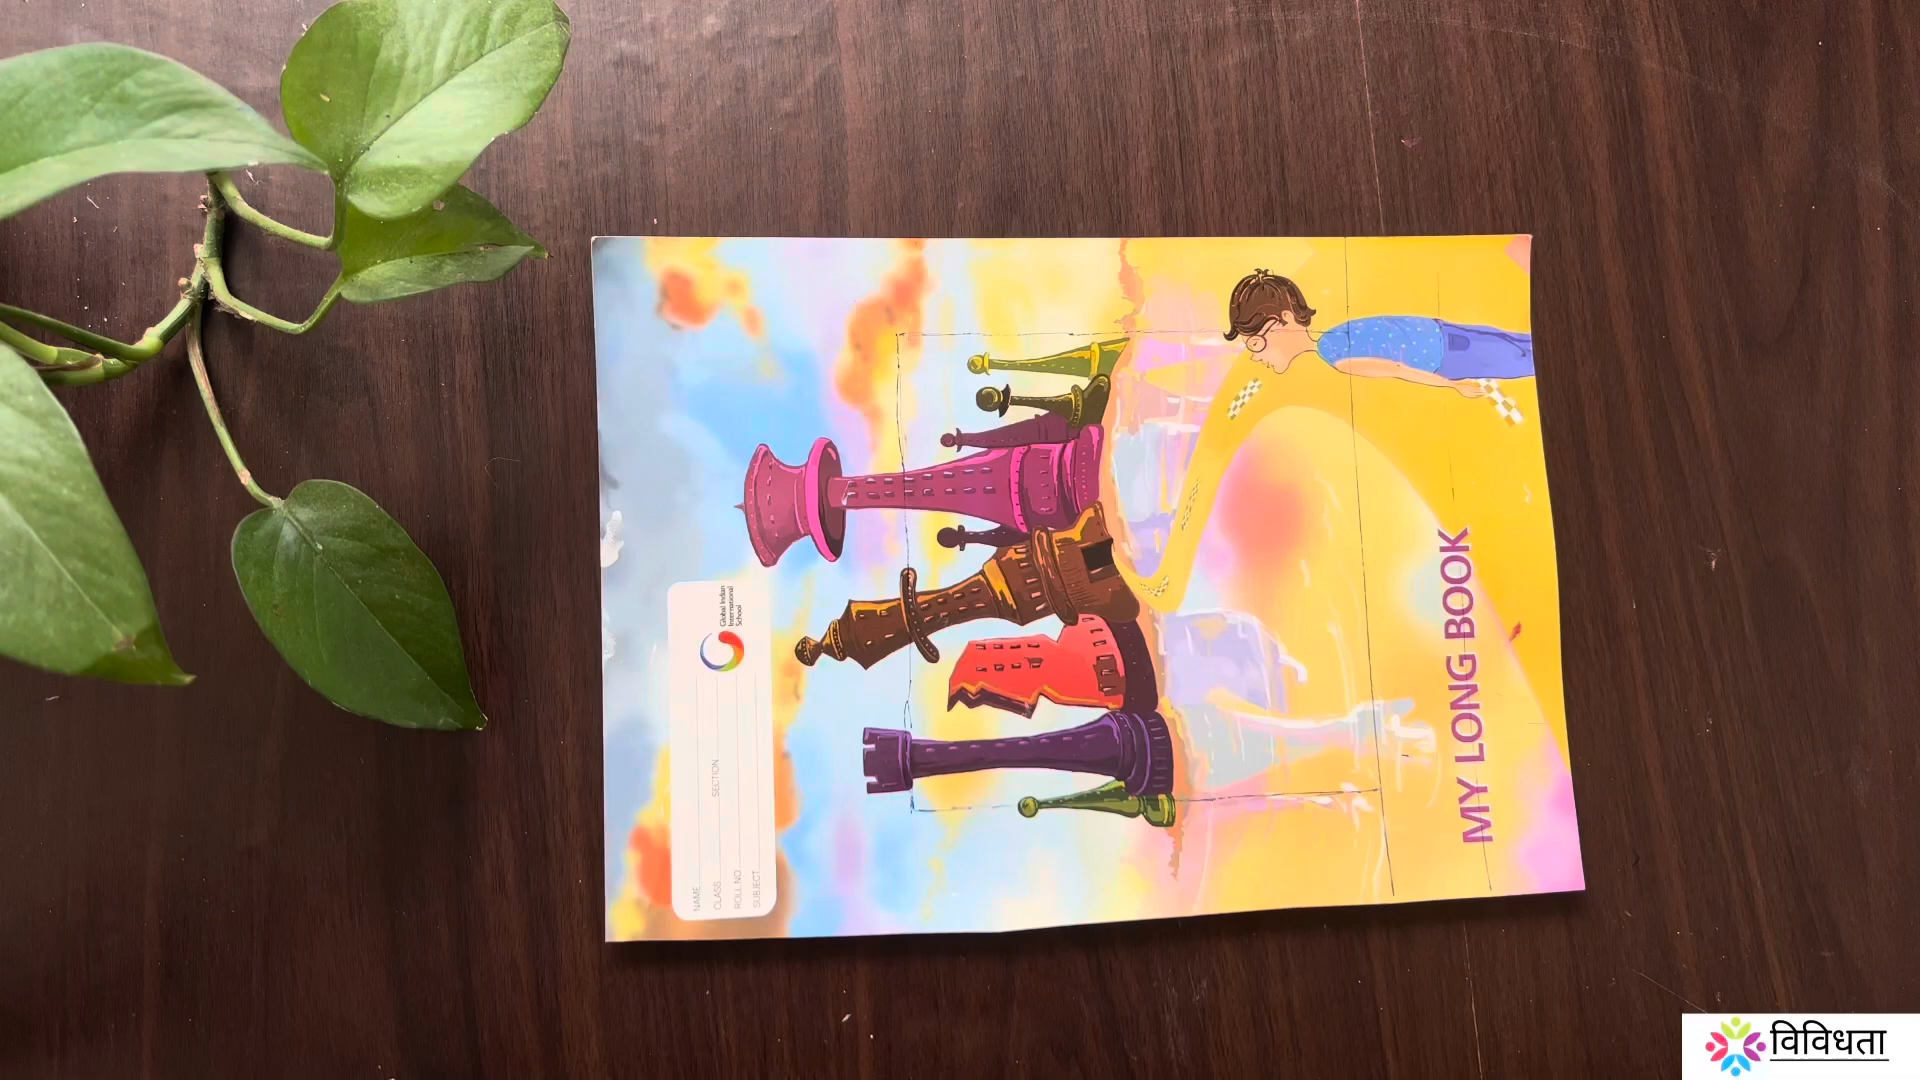 Global Indian
International
School
NAME
CLASS SECTION
ROLL NO.
SUBJECT
MY LONG BOOK
विविधता